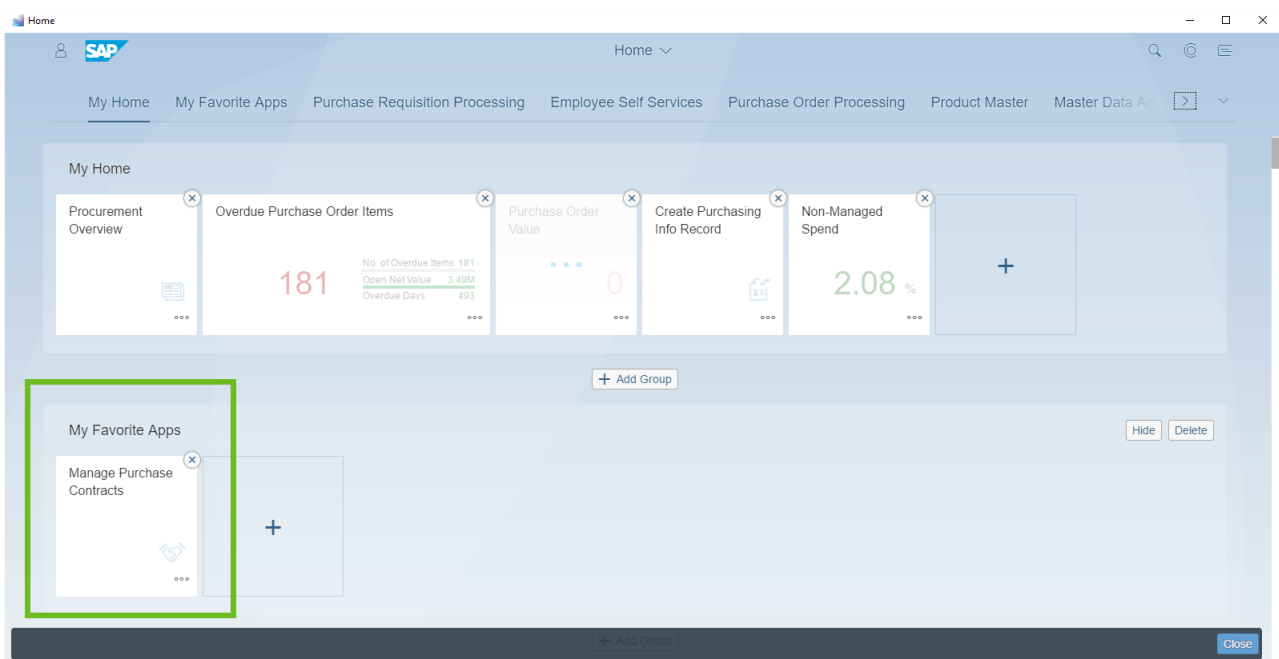 Home
SAP
Home
My Home My Favorite Apps Purchase Requisition Processing Employee Self Services Purchase Order Processing Product Master Master Data Ad
My Home
Procurement
Overview
Overdue Purchase Order Items
181
No. of Overdue Items 181
Open Net Value 3.49M
Overdue Days 493
Purchase Order
Value
0
Create Purchasing
Info Record
Non-Managed
Spend
2.08 %
+ Add Group
My Favorite Apps
Hide Delete
Manage Purchase
Contracts
+ Add Group
Close